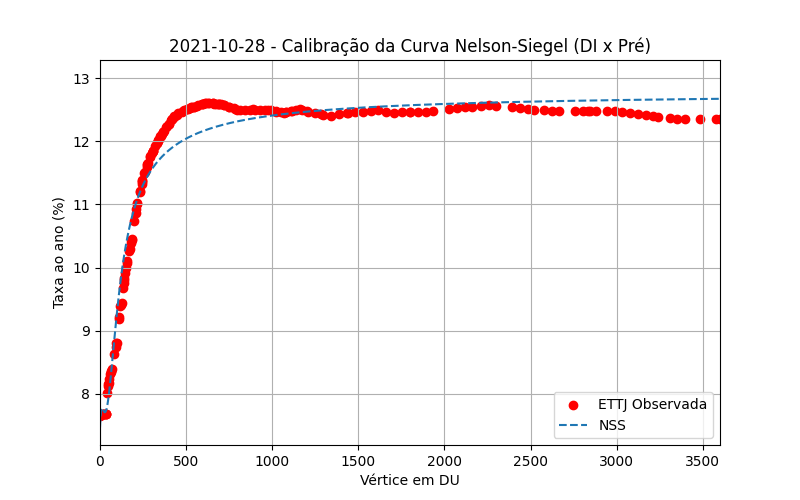 2021-10-28 - Calibração da Curva Nelson-Siegel (DI x Pré)
13
12
11
10
9
8
Taxa ao ano (%)
0 500 1000 1500 2000 2500 3000 3500
Vértice em DU
ETTJ Observada
NSS